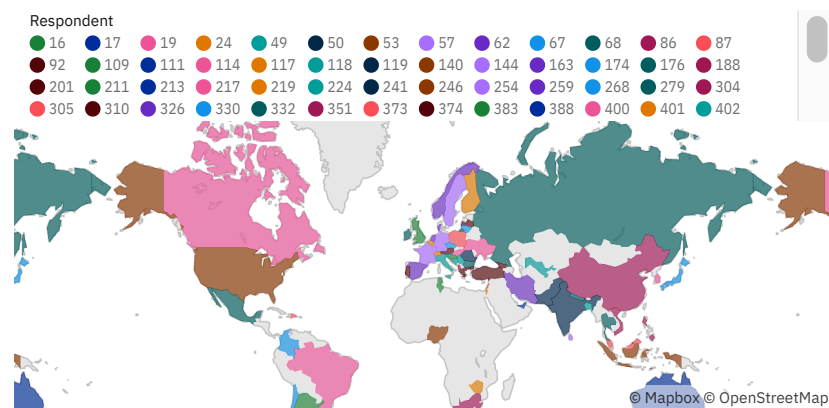 Respondent
16 17 19 24 49 50 53 57 62 67 68 86 87
92 109 111 114 117 118 119 140 144 163 174 176 188
201 211 213 217 219 224 241 246 254 259 268 279 304
305 310 326 330 332 351 373 374 383 388 400 401 402
© Mapbox © OpenStreetMap